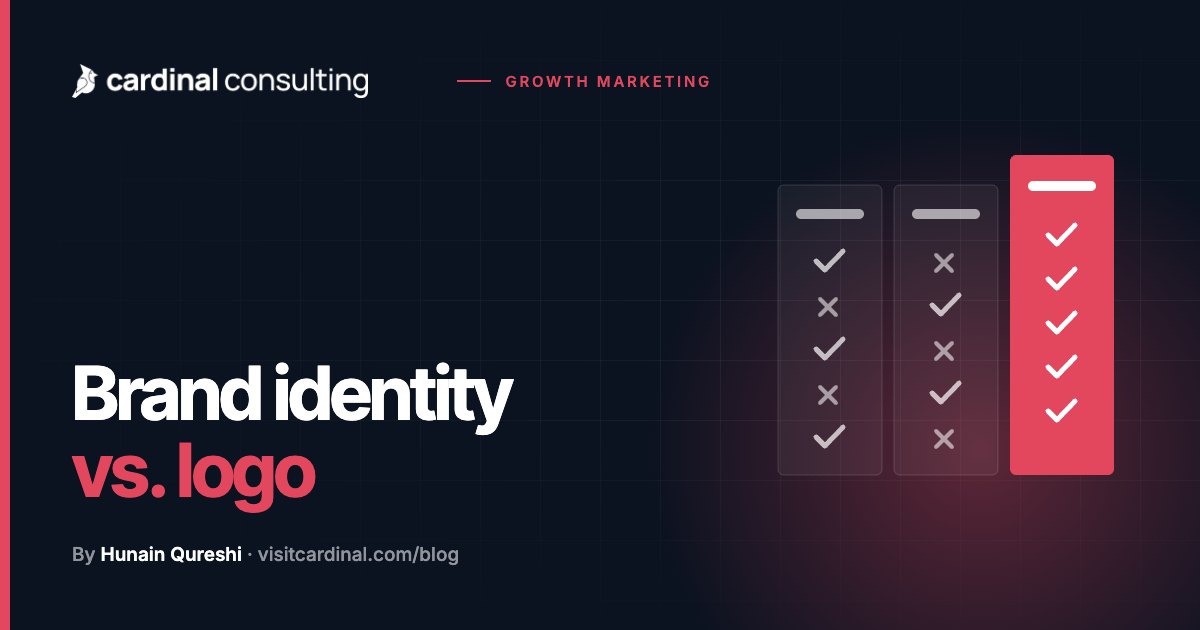 cardinal consulting
GROWTH MARKETING
Brand identity
vs. logo
By Hunain Qureshi · visitcardinal.com/blog